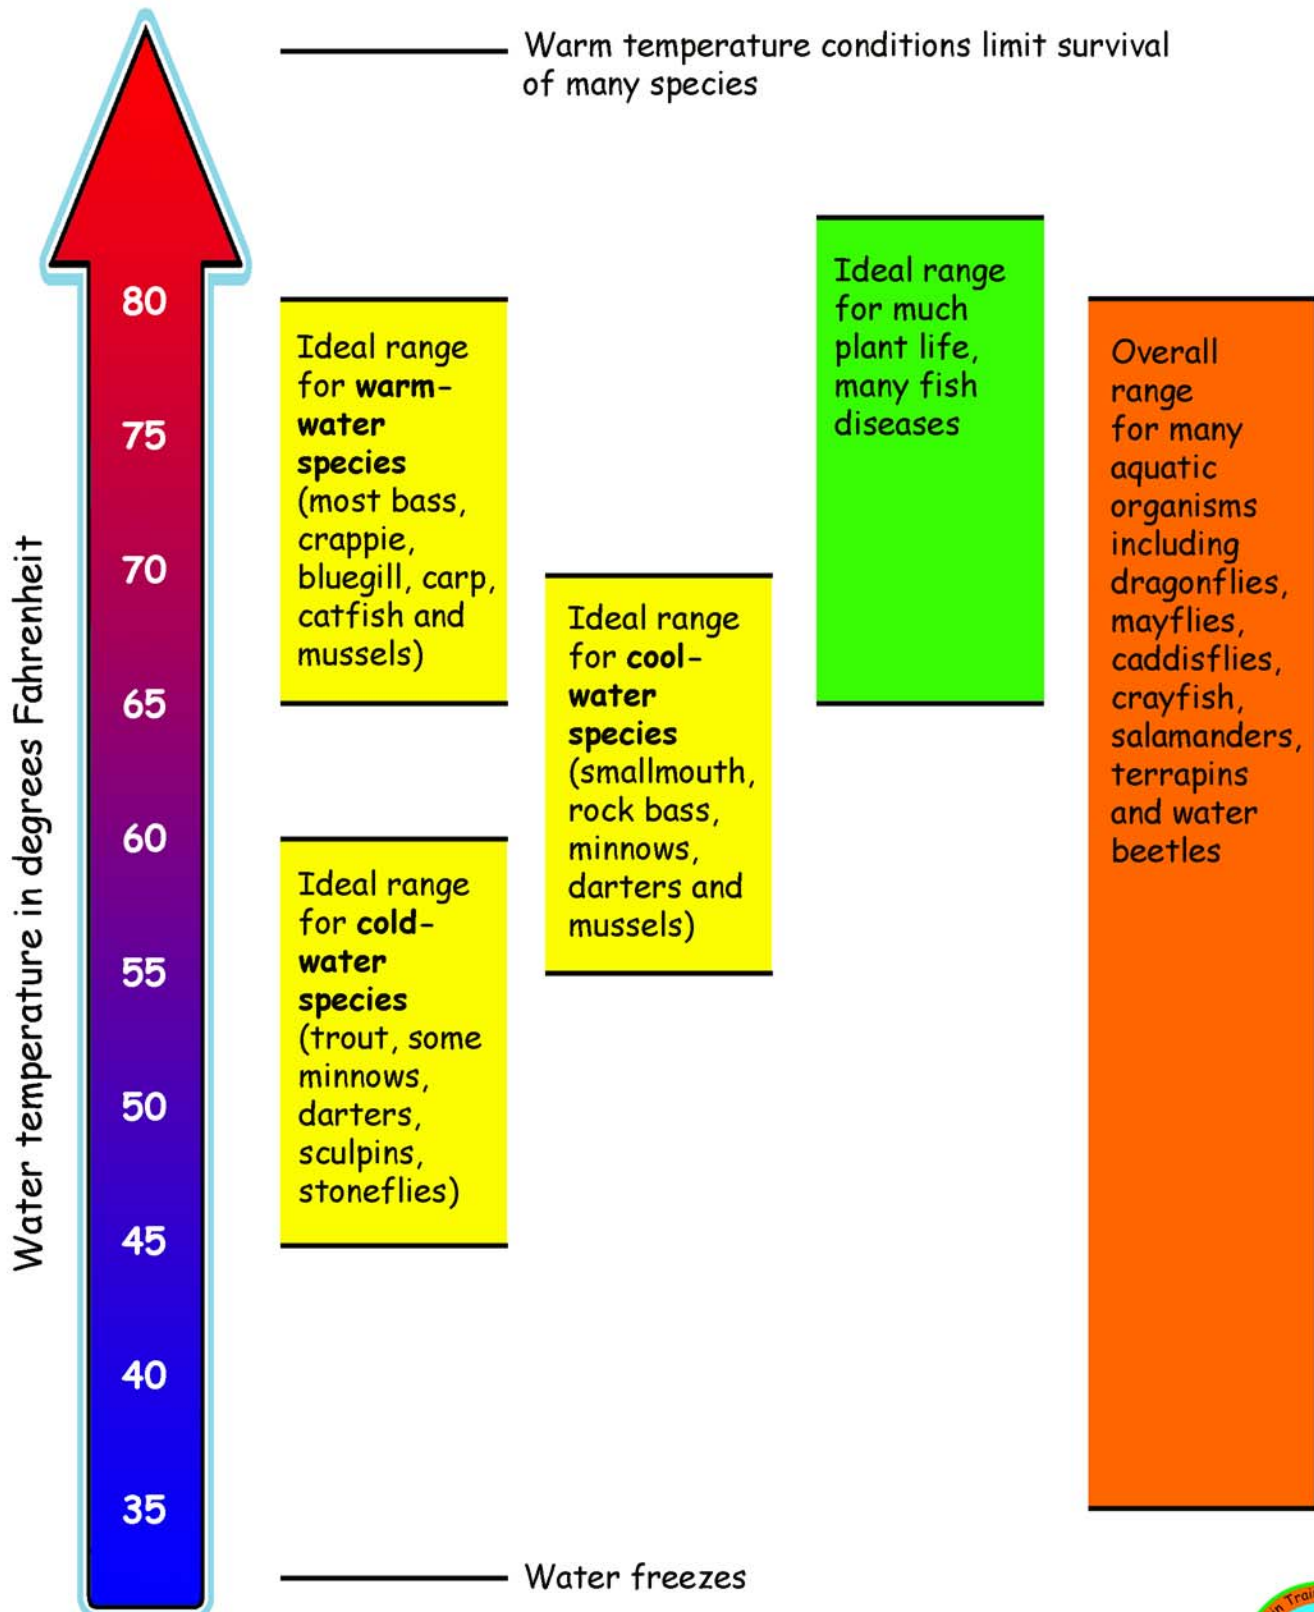 Warm temperature conditions limit survival
of many species
Water temperature in degrees Fahrenheit
80
75
70
65
60
55
50
45
40
35
Ideal range
for warm-
water
species
(most bass,
crappie,
bluegill, carp,
catfish and
mussels)
Ideal range
for cold-
water
species
(trout, some
minnows,
darters,
sculpins,
stoneflies)
Ideal range
for cool-
water
species
(smallmouth,
rock bass,
minnows,
darters and
mussels)
Ideal range
for much
plant life,
many fish
diseases
Overall
range
for many
aquatic
organisms
including
dragonflies,
mayflies,
caddisflies,
crayfish,
salamanders,
terrapins
and water
beetles
Water freezes